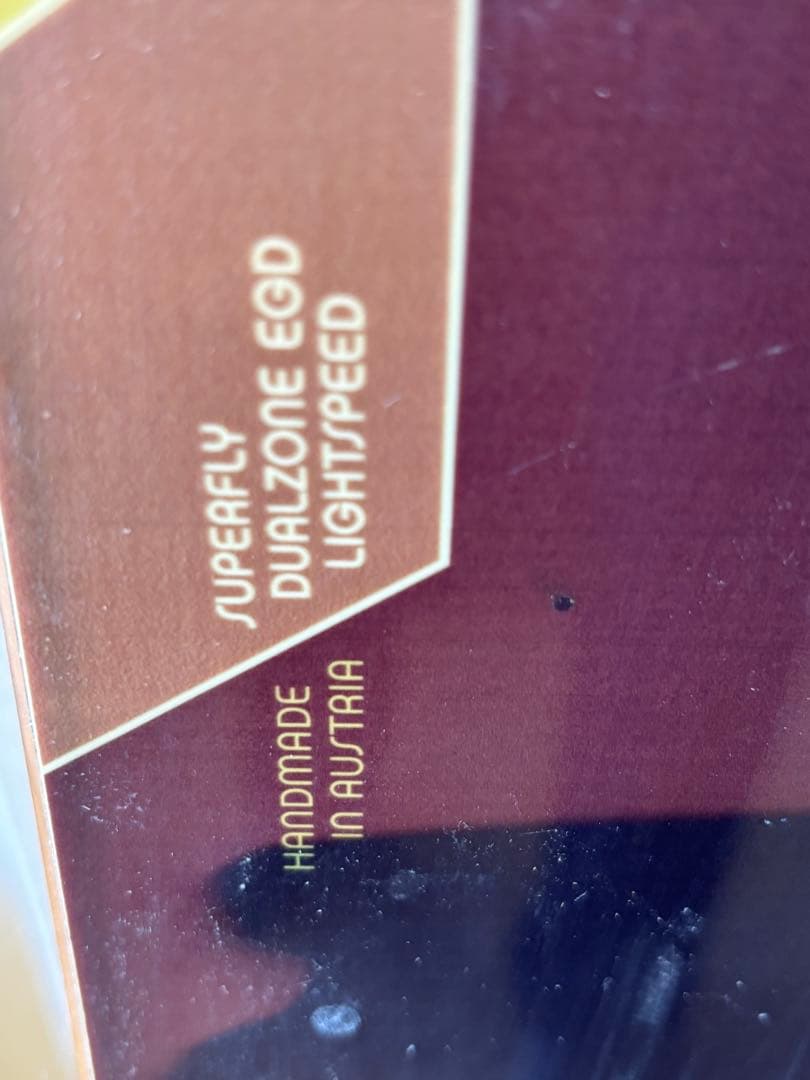 SUPERFLY
DUALZONE EGD
LIGHTSPEED
HANDMADE
IN AUSTRIA